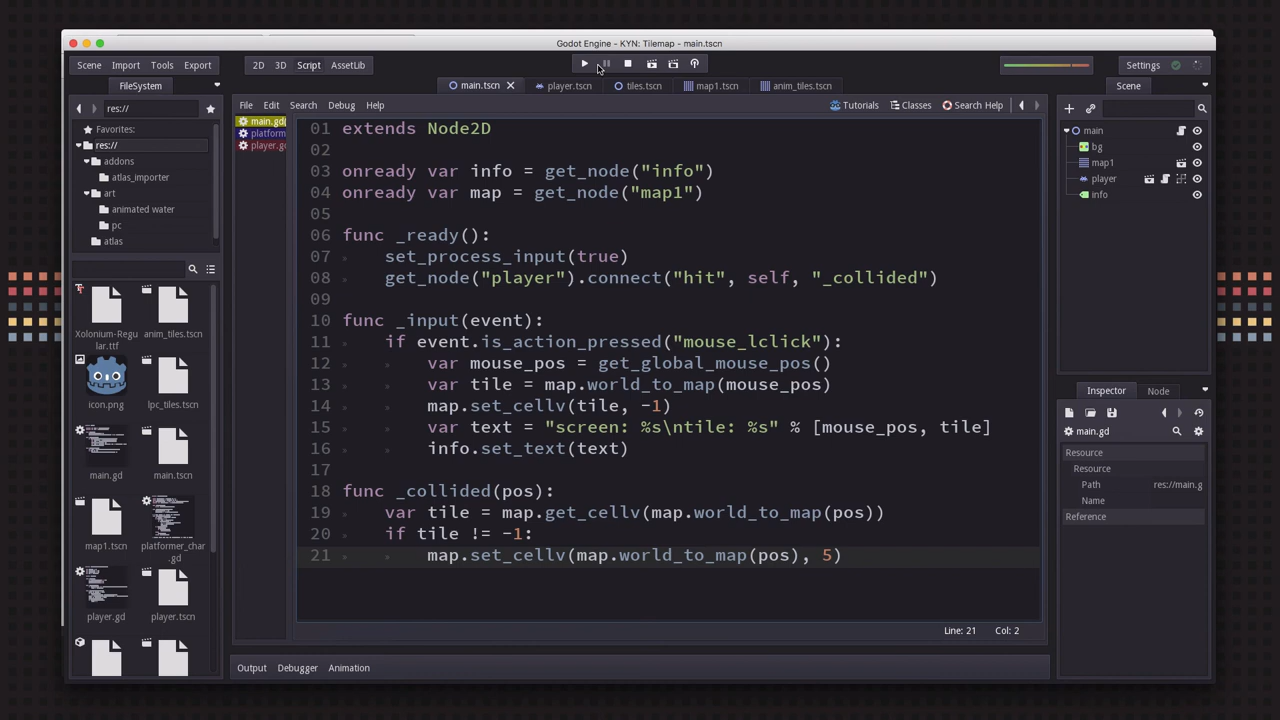 Godot Engine - KYN: Tilemap - main.tscn
Scene Import Tools Export 2D 3D Script AssetLib Settings
FileSystem main.tscn player.tscn tiles.tscn map1.tscn anim_tiles.tscn Scene
res://
Favorites:
res://
addons
atlas_importer
art
animated water
pc
atlas
Xolonium-Regu
lar.ttf
anim_tiles.tscn
icon.png
lpc_tiles.tscn
main.gd
main.tscn
map1.tscn
platformer_char
.gd
player.gd
player.tscn
File Edit Search Debug Help Tutorials Classes Search Help
main.gd
platform
player.gd
01 extends Node2D
02
03 onready var info = get_node("info")
04 onready var map = get_node("map1")
05
06 func _ready():
07 set_process_input(true)
08 get_node("player").connect("hit", self, "_collided")
09
10 func _input(event):
11 if event.is_action_pressed("mouse_lclick"):
12 var mouse_pos = get_global_mouse_pos()
13 var tile = map.world_to_map(mouse_pos)
14 map.set_cellv(tile, -1)
15 var text = "screen: %s\ntile: %s" % [mouse_pos, tile]
16 info.set_text(text)
17
18 func _collided(pos):
19 var tile = map.get_cellv(map.world_to_map(pos))
20 if tile != -1:
21 map.set_cellv(map.world_to_map(pos), 5)
Line: 21 Col: 2
Output Debugger Animation
main
bg
map1
player
info
Inspector Node
main.gd
Resource
Resource
Path res://main.g
Name
Reference